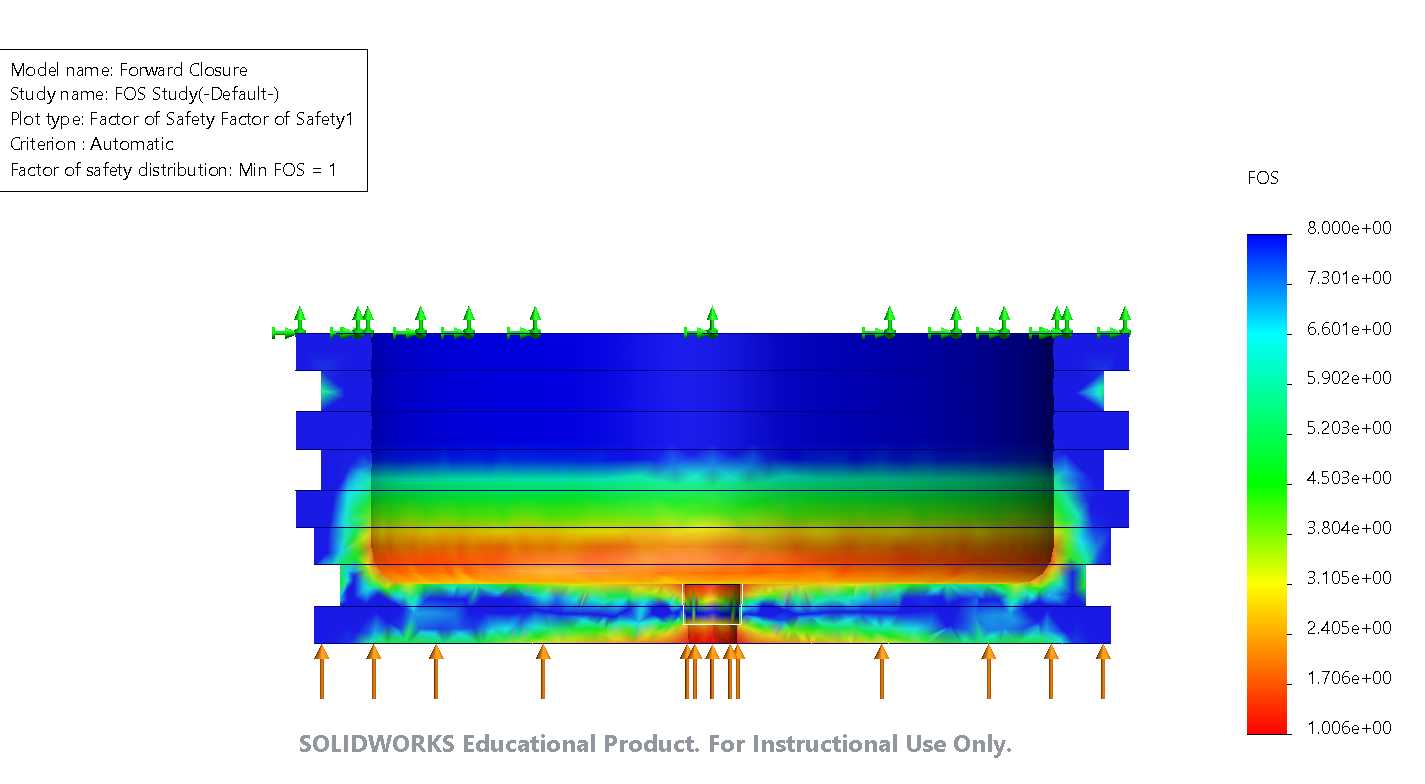 Model name: Forward Closure
Study name: FOS Study(-Default-)
Plot type: Factor of Safety Factor of Safety1
Criterion : Automatic
Factor of safety distribution: Min FOS = 1
FOS
8.000e+00
7.301e+00
6.601e+00
5.902e+00
5.203e+00
4.503e+00
3.804e+00
3.105e+00
2.405e+00
1.706e+00
1.006e+00
SOLIDWORKS Educational Product. For Instructional Use Only.